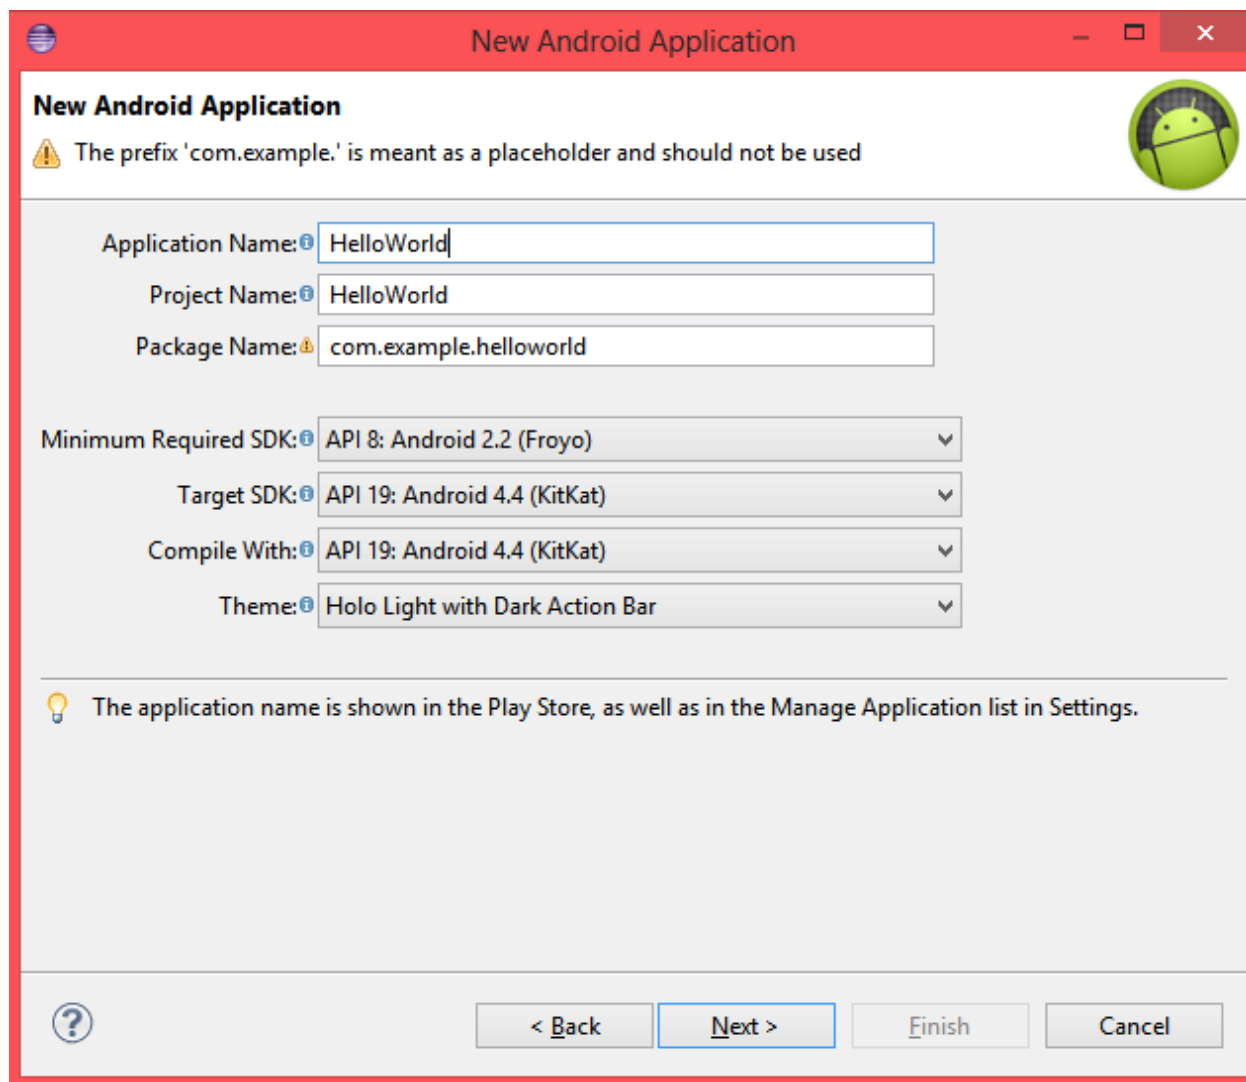 New Android Application
New Android Application
The prefix 'com.example.' is meant as a placeholder and should not be used
Application Name: HelloWorld
Project Name: HelloWorld
Package Name: com.example.helloworld
Minimum Required SDK: API 8: Android 2.2 (Froyo)
Target SDK: API 19: Android 4.4 (KitKat)
Compile With: API 19: Android 4.4 (KitKat)
Theme: Holo Light with Dark Action Bar
The application name is shown in the Play Store, as well as in the Manage Application list in Settings.
< Back Next > Finish Cancel